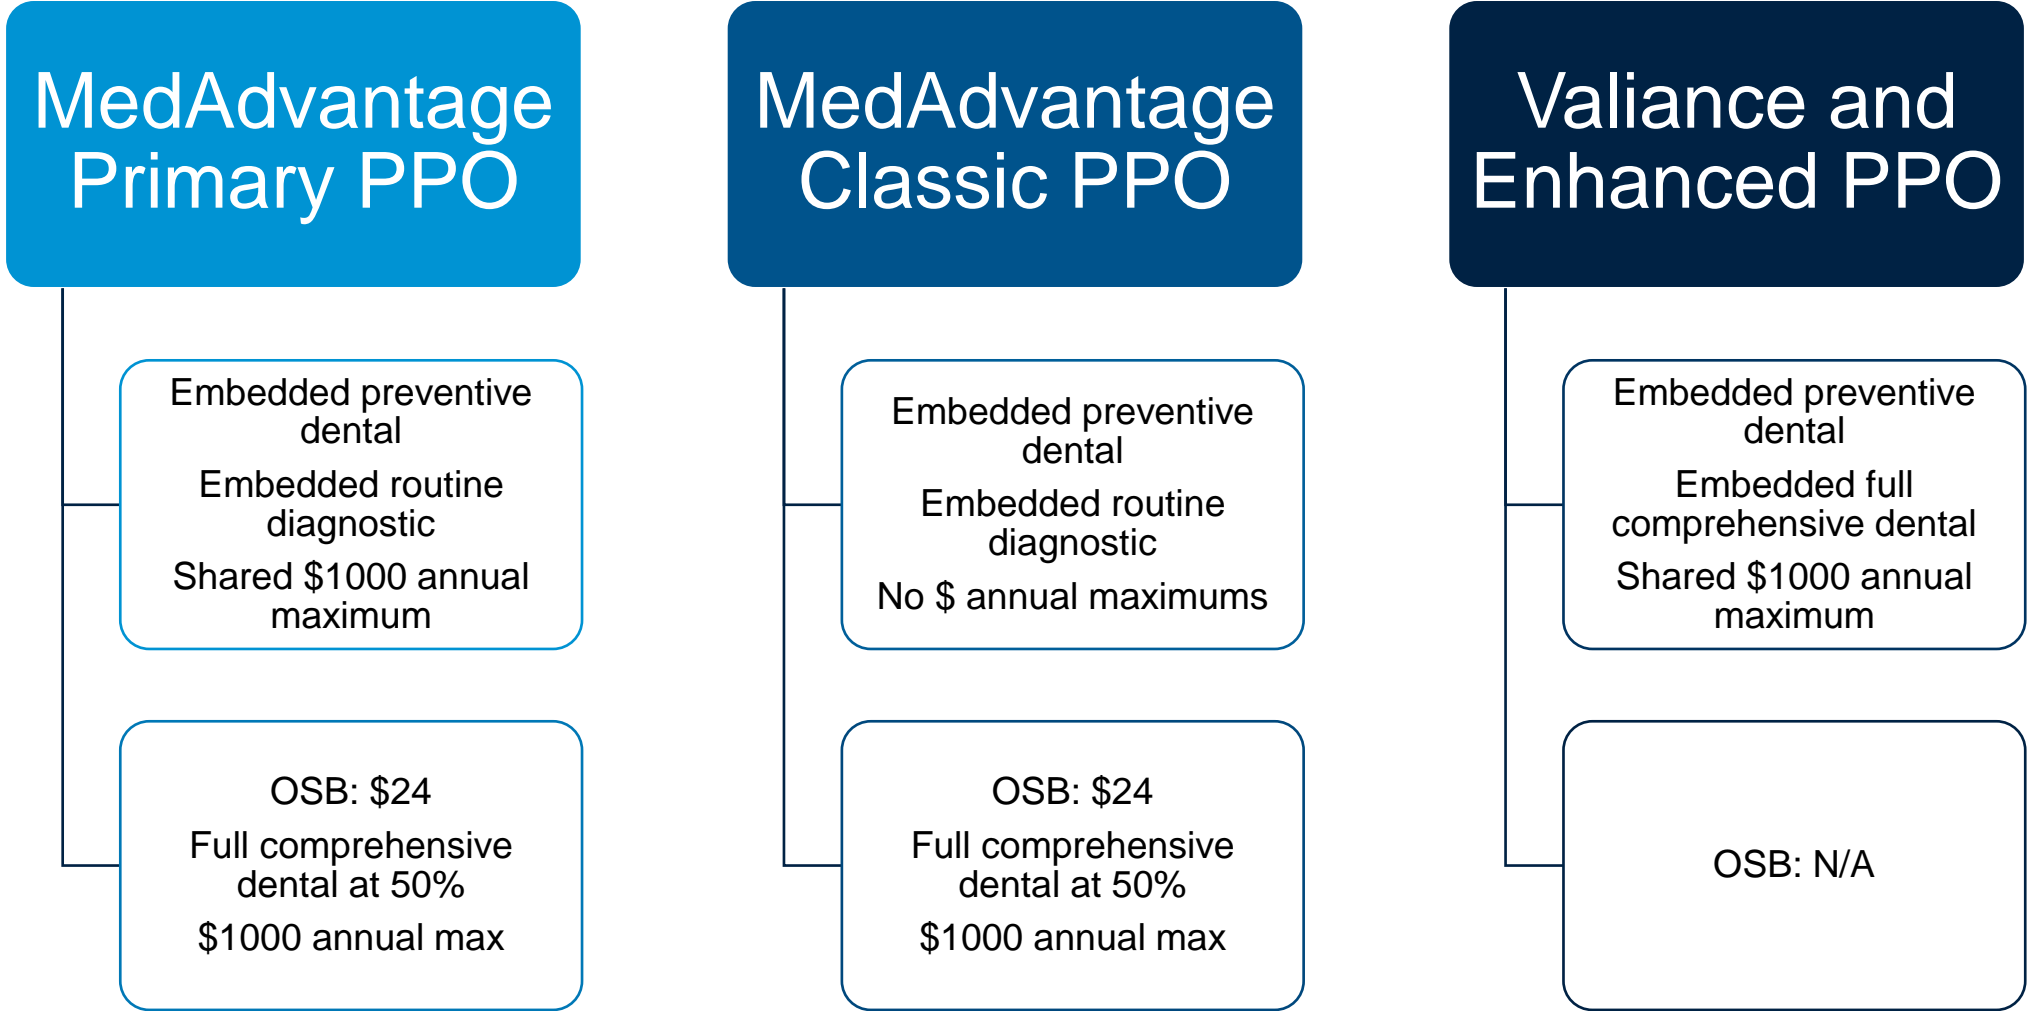 MedAdvantage
Primary PPO
Embedded preventive
dental
Embedded routine
diagnostic
Shared $1000 annual
maximum
OSB: $24
Full comprehensive
dental at 50%
$1000 annual max
MedAdvantage
Classic PPO
Embedded preventive
dental
Embedded routine
diagnostic
No $ annual maximums
OSB: $24
Full comprehensive
dental at 50%
$1000 annual max
Valiance and
Enhanced PPO
Embedded preventive
dental
Embedded full
comprehensive dental
Shared $1000 annual
maximum
OSB: N/A